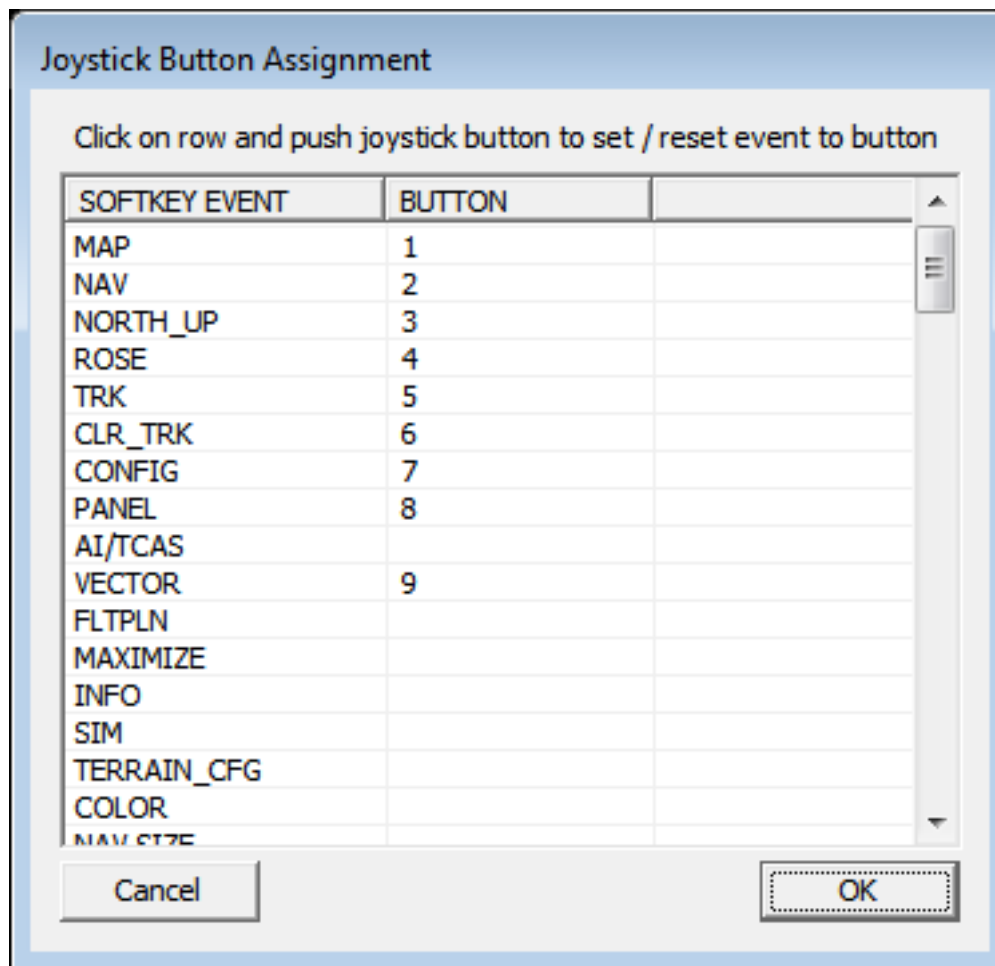 Joystick Button Assignment
Click on row and push joystick button to set / reset event to button
SOFTKEY EVENT BUTTON
MAP 1
NAV 2
NORTH_UP 3
ROSE 4
TRK 5
CLR_TRK 6
CONFIG 7
PANEL 8
AI/TCAS
VECTOR 9
FLTPLN
MAXIMIZE
INFO
SIM
TERRAIN_CFG
COLOR
NAV SIZE
Cancel OK